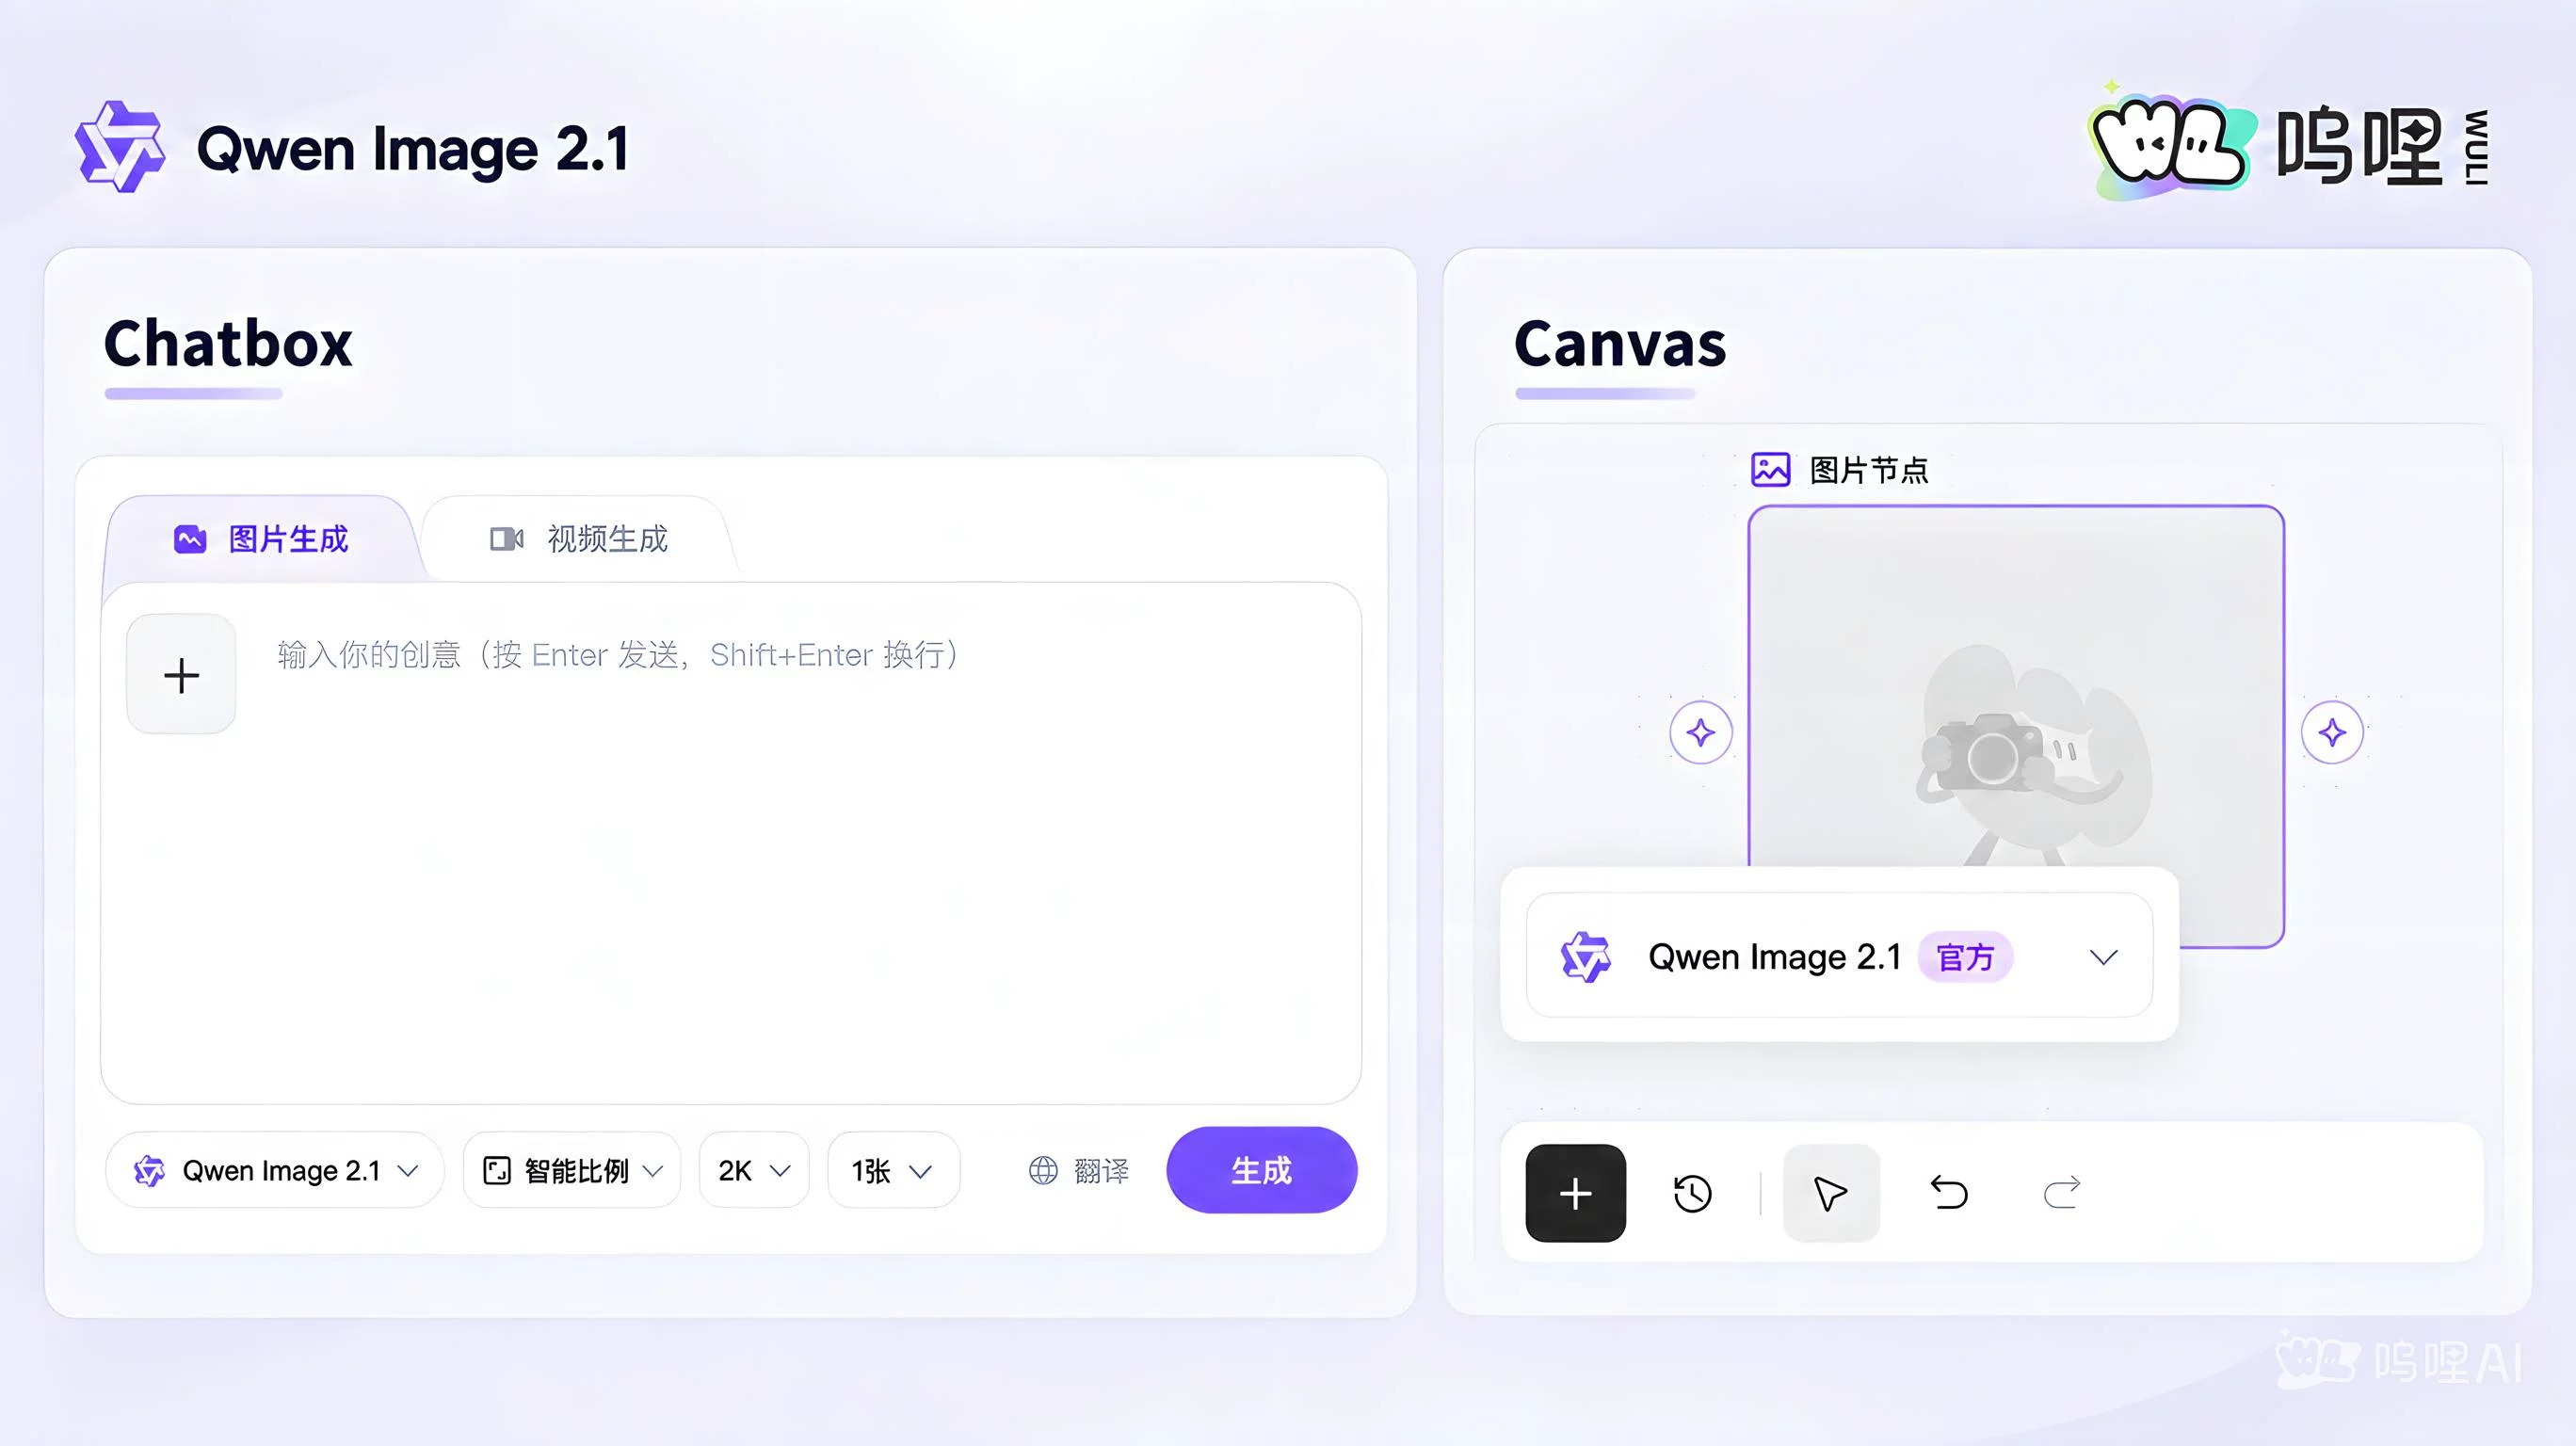 Qwen Image 2.1
呜哩 WULI
Chatbox
图片生成
视频生成
输入你的创意（按 Enter 发送，Shift+Enter 换行）
Qwen Image 2.1
智能比例
2K
1张
翻译
生成
Canvas
图片节点
Qwen Image 2.1 官方
呜哩AI